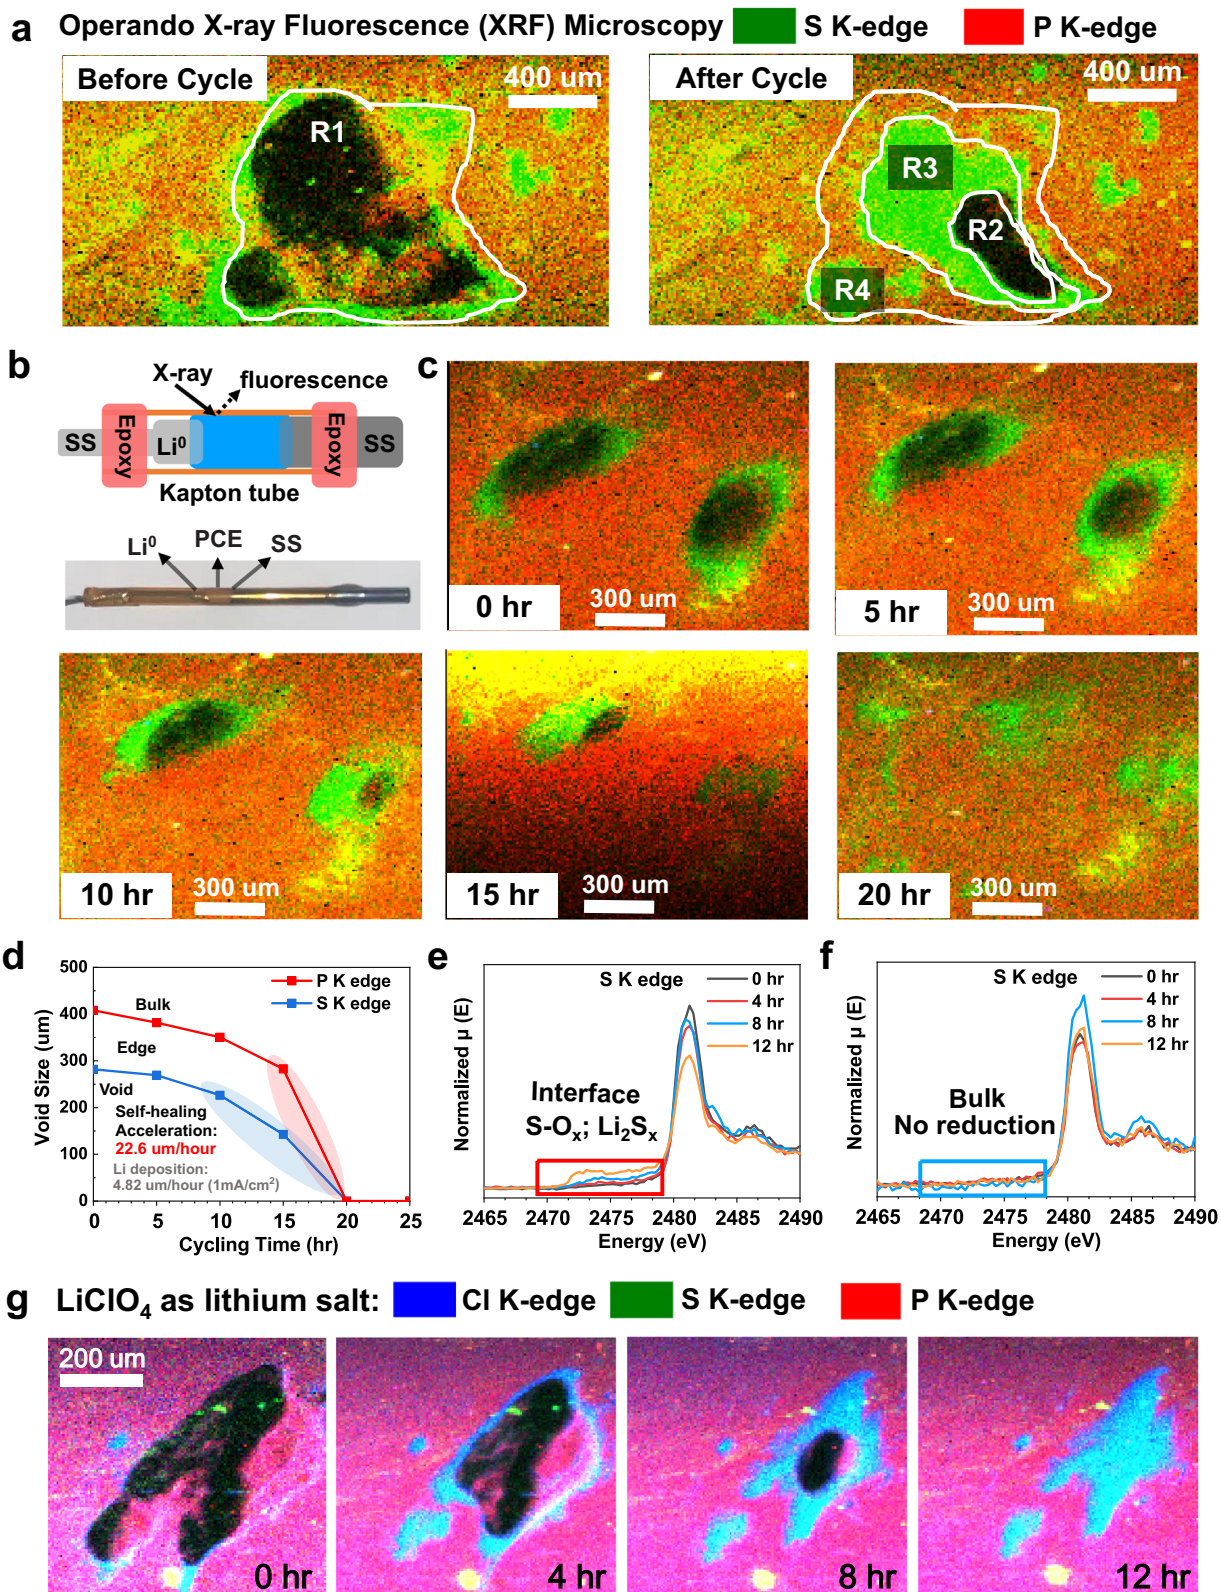 a Operando X-ray Fluorescence (XRF) Microscopy S K-edge P K-edge
Before Cycle
400 um
R1
After Cycle
400 um
R3
R2
R4
b
X-ray
fluorescence
SS
Epoxy
Li⁰
Epoxy
SS
Kapton tube
Li⁰
PCE
SS
c
0 hr
300 um
5 hr
300 um
10 hr
300 um
15 hr
300 um
20 hr
300 um
d
500
400
300
200
100
0
Void Size (um)
P K edge
S K edge
Bulk
Edge
Void
Self-healing
Acceleration:
22.6 um/hour
Li deposition:
4.82 um/hour (1mA/cm²)
0 5 10 15 20 25
Cycling Time (hr)
e
Normalized μ (E)
S K edge
0 hr
4 hr
8 hr
12 hr
Interface
S-Oₓ; Li₂Sₓ
2465 2470 2475 2480 2485 2490
Energy (eV)
f
Normalized μ (E)
S K edge
0 hr
4 hr
8 hr
12 hr
Bulk
No reduction
2465 2470 2475 2480 2485 2490
Energy (eV)
g LiClO₄ as lithium salt: Cl K-edge S K-edge P K-edge
200 um
0 hr
4 hr
8 hr
12 hr